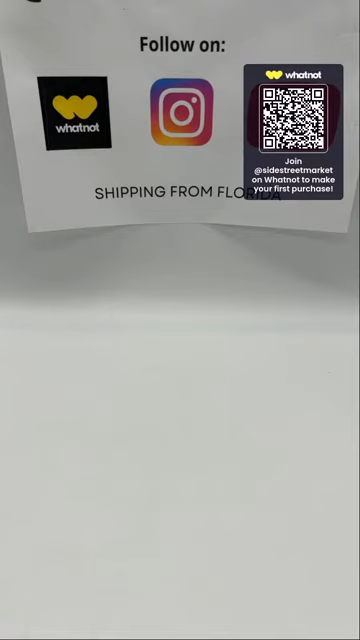 Follow on:
whatnot
whatnot
Join
@sidestreetmarket
on Whatnot to make
your first purchase!
SHIPPING FROM FLORIDA